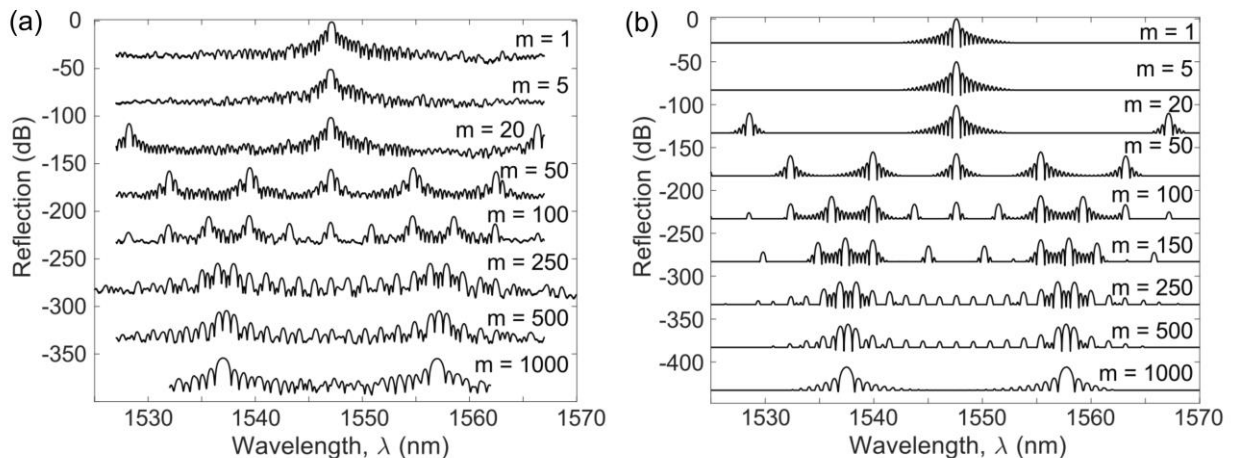 (a)
0
-50
-100
-150
-200
-250
-300
-350
Reflection (dB)
m = 1
m = 5
m = 20
m = 50
m = 100
m = 250
m = 500
m = 1000
1530
1540
1550
1560
1570
Wavelength, λ (nm)
(b)
0
-50
-100
-150
-200
-250
-300
-350
-400
Reflection (dB)
m = 1
m = 5
m = 20
m = 50
m = 100
m = 150
m = 250
m = 500
m = 1000
1530
1540
1550
1560
1570
Wavelength, λ (nm)